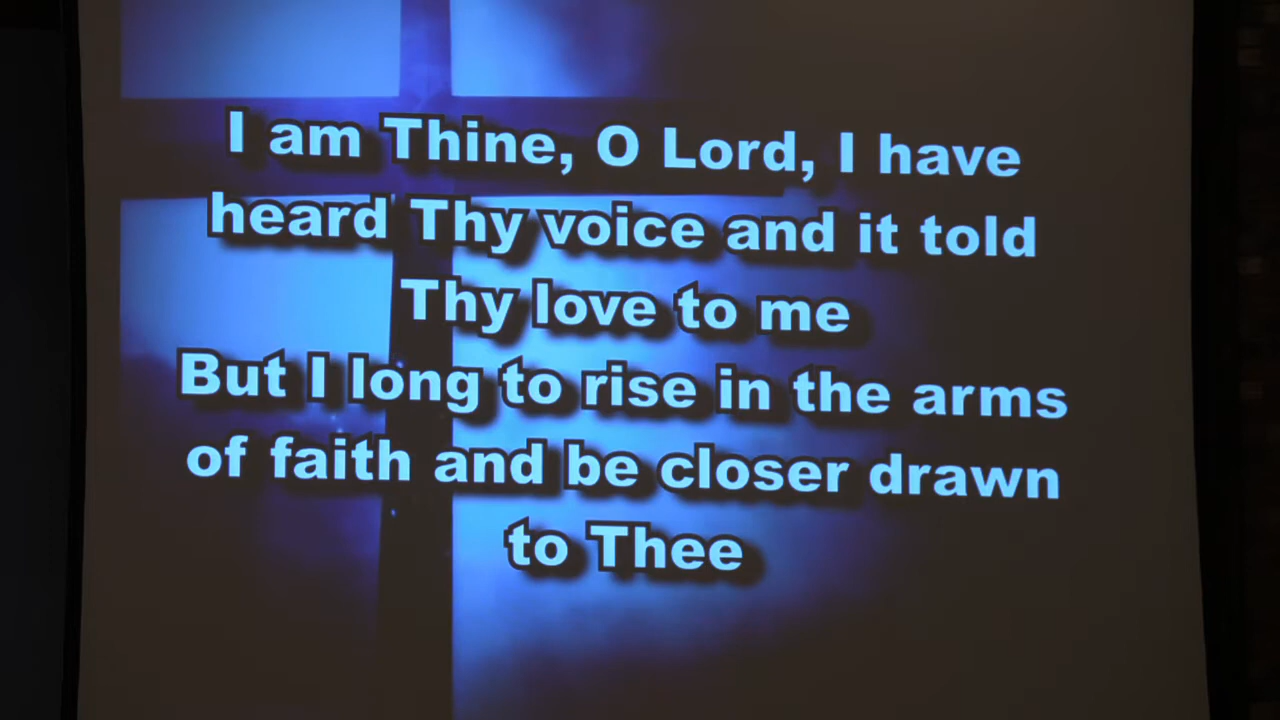 I am Thine, O Lord, I have
heard Thy voice and it told
Thy love to me
But I long to rise in the arms
of faith and be closer drawn
to Thee